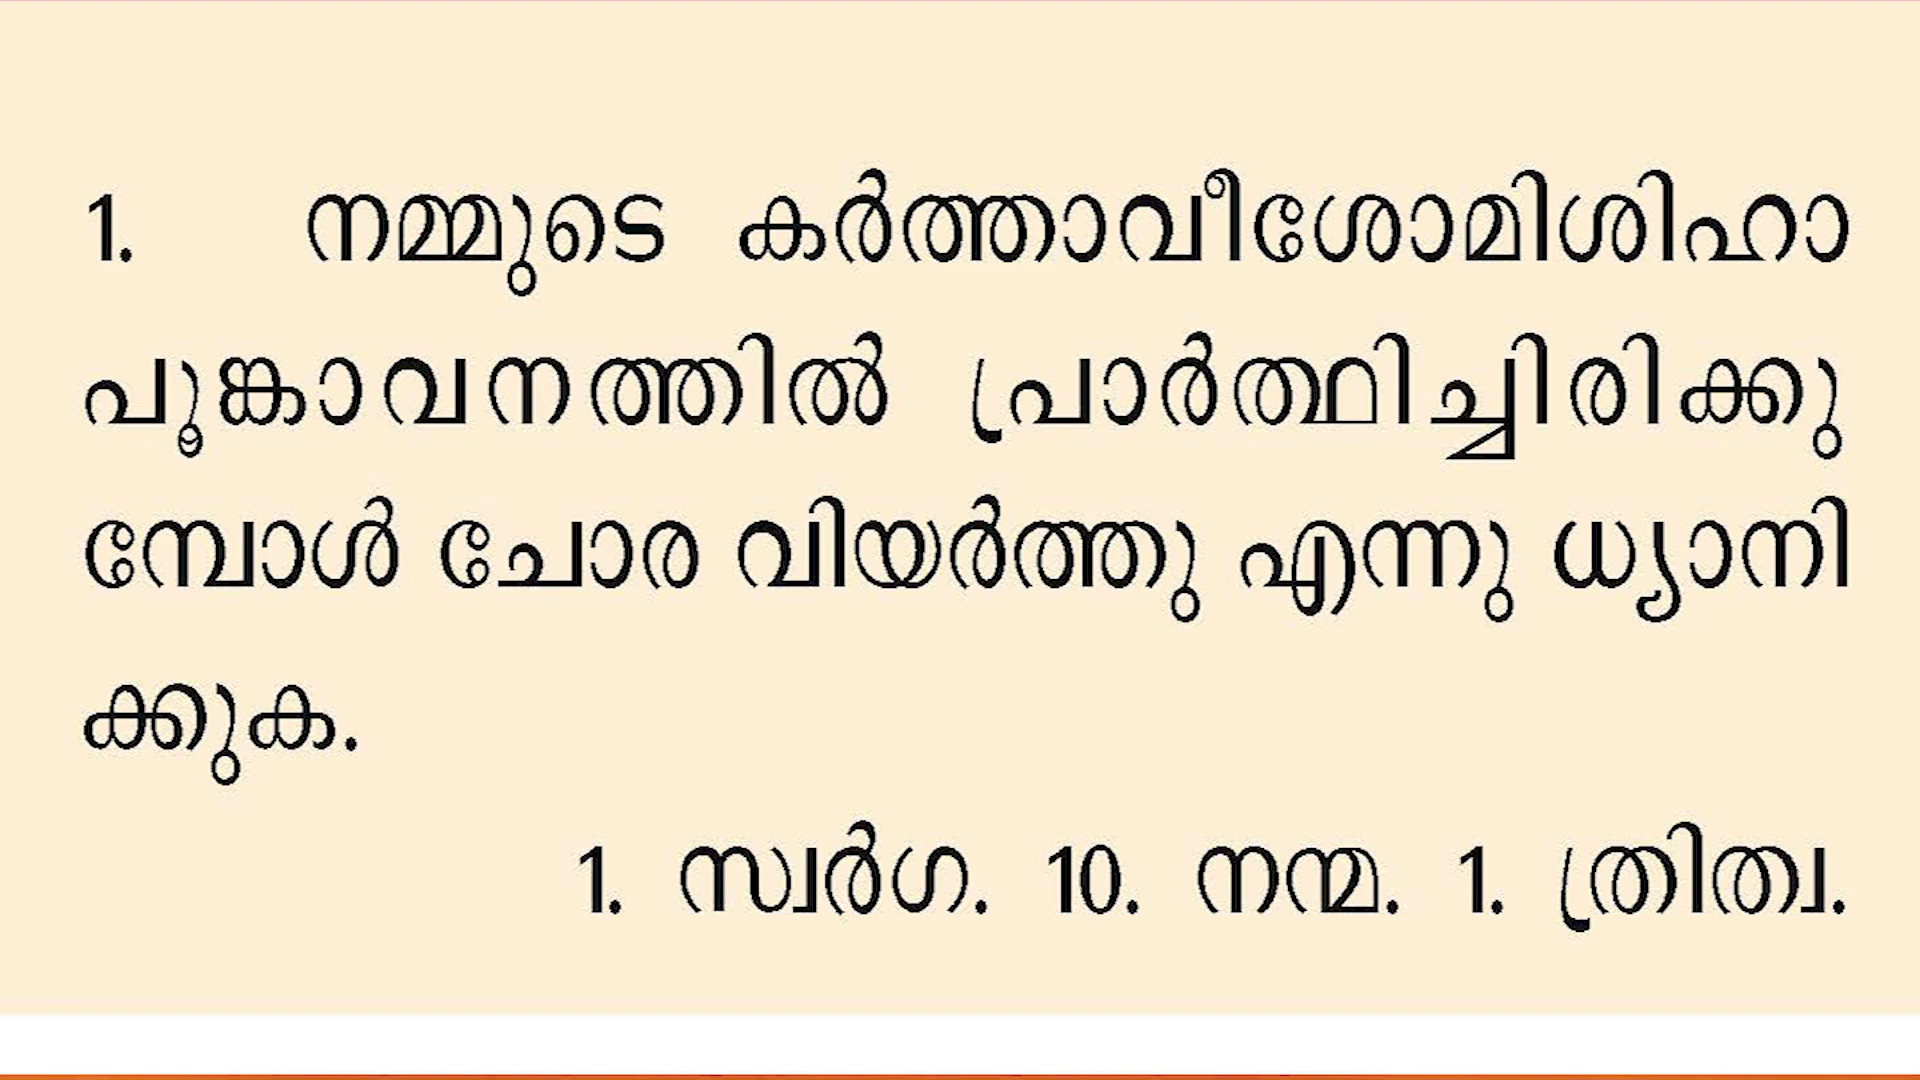 1. നമ്മുടെ കർത്താവീശോമിശിഹാ
പൂങ്കാവനത്തിൽ പ്രാർത്ഥിച്ചിരിക്കു
മ്പോൾ ചോര വിയർത്തു എന്നു ധ്യാനി
ക്കുക.
1. സ്വർഗ. 10. നന്മ. 1. ത്രിത്വ.